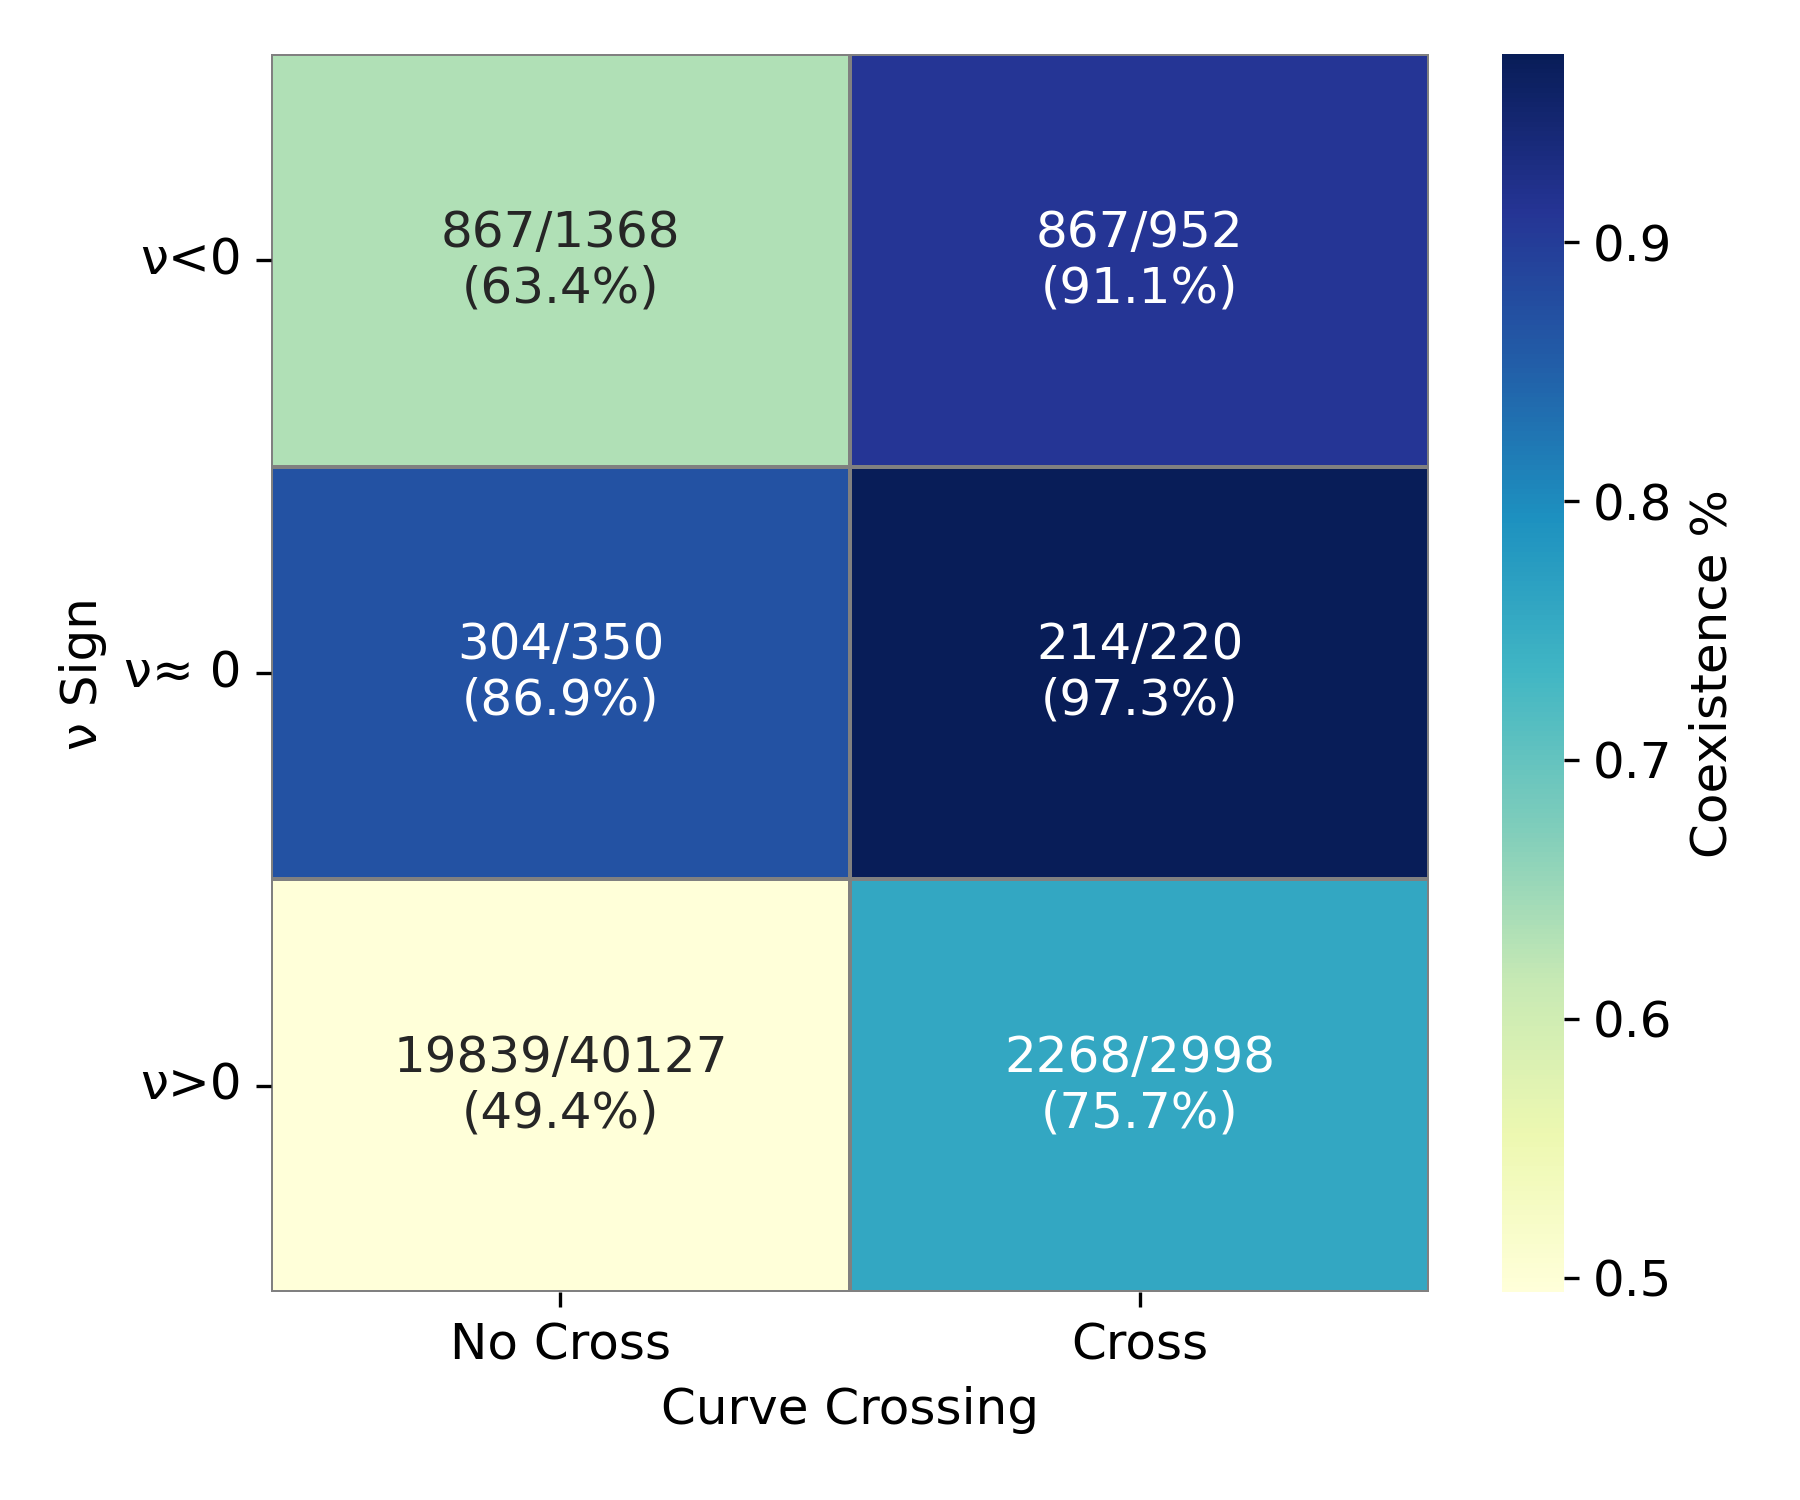 867/1368
(63.4%)
867/952
(91.1%)
304/350
(86.9%)
214/220
(97.3%)
19839/40127
(49.4%)
2268/2998
(75.7%)
ν<0
ν≈ 0
ν>0
ν Sign
No Cross
Cross
Curve Crossing
0.9
0.8
0.7
0.6
0.5
Coexistence %